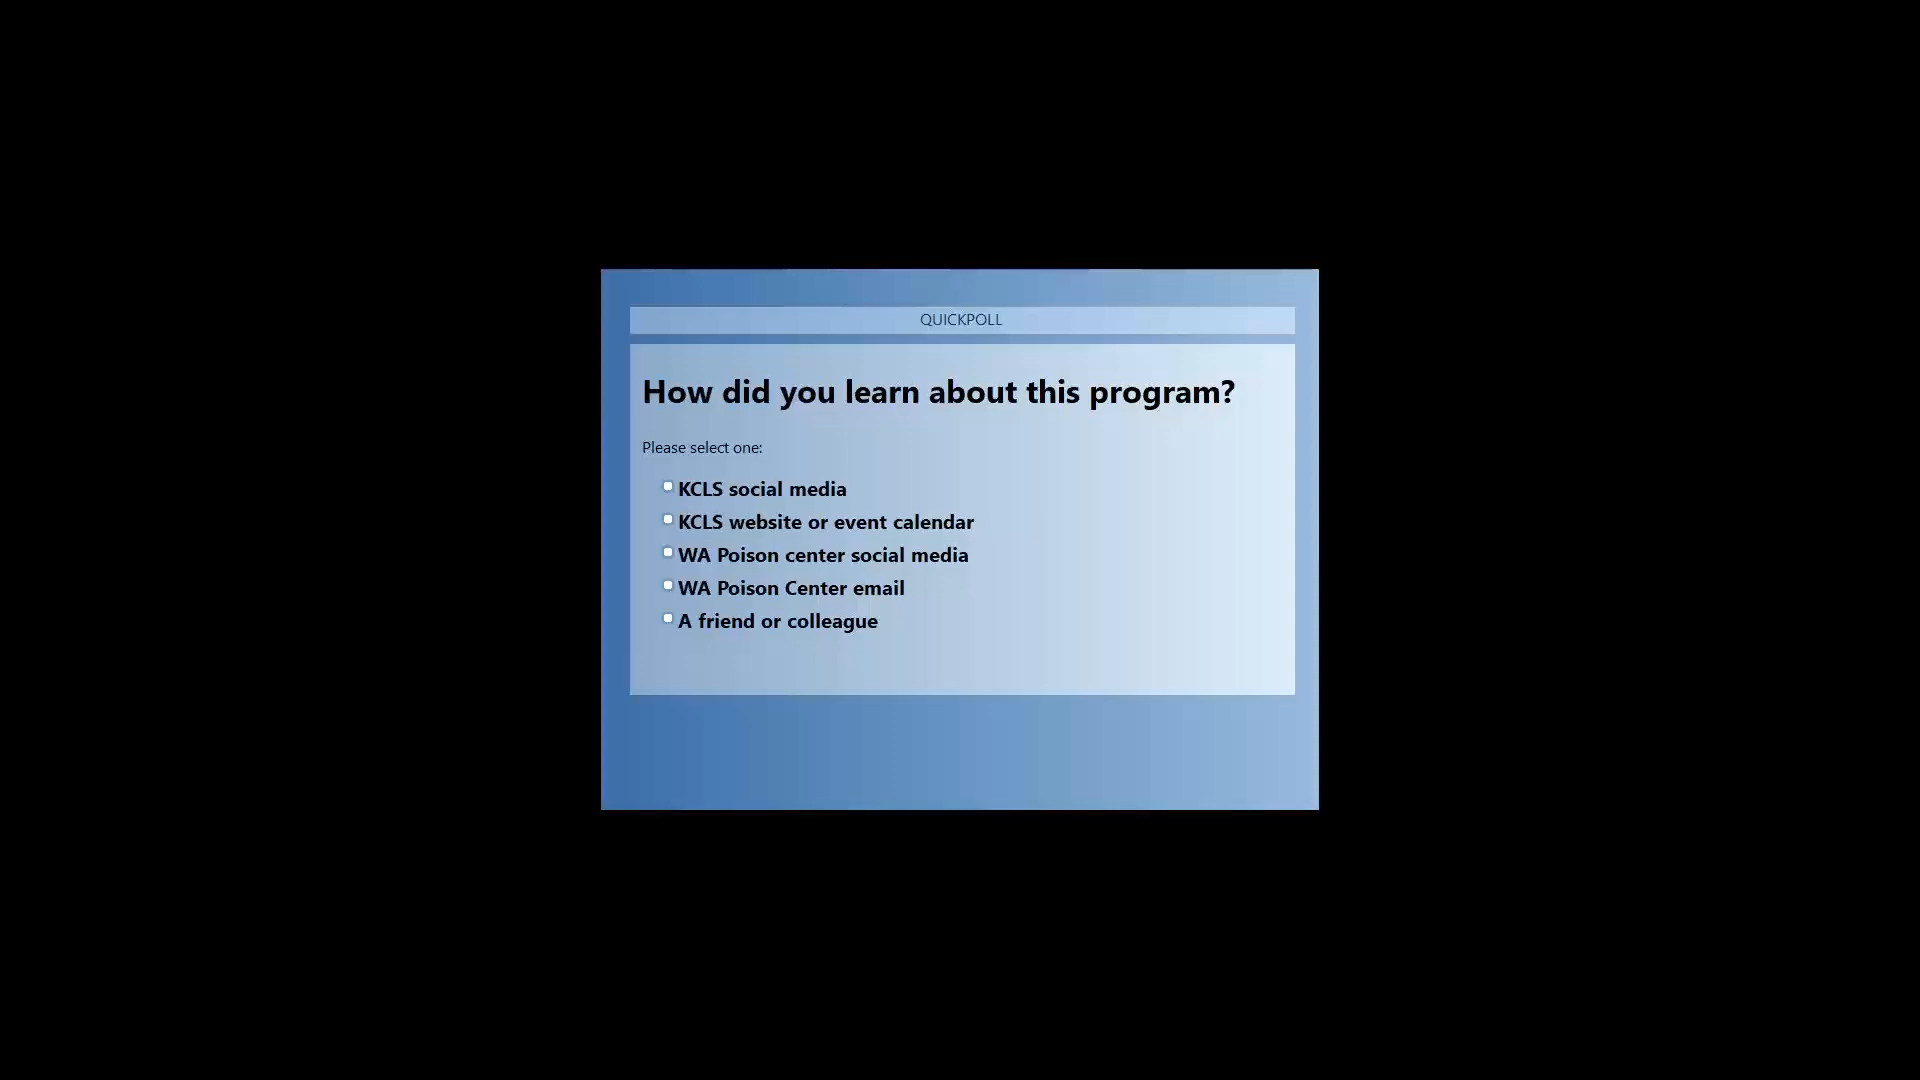 QUICKPOLL
How did you learn about this program?
Please select one:
KCLS social media
KCLS website or event calendar
WA Poison center social media
WA Poison Center email
A friend or colleague